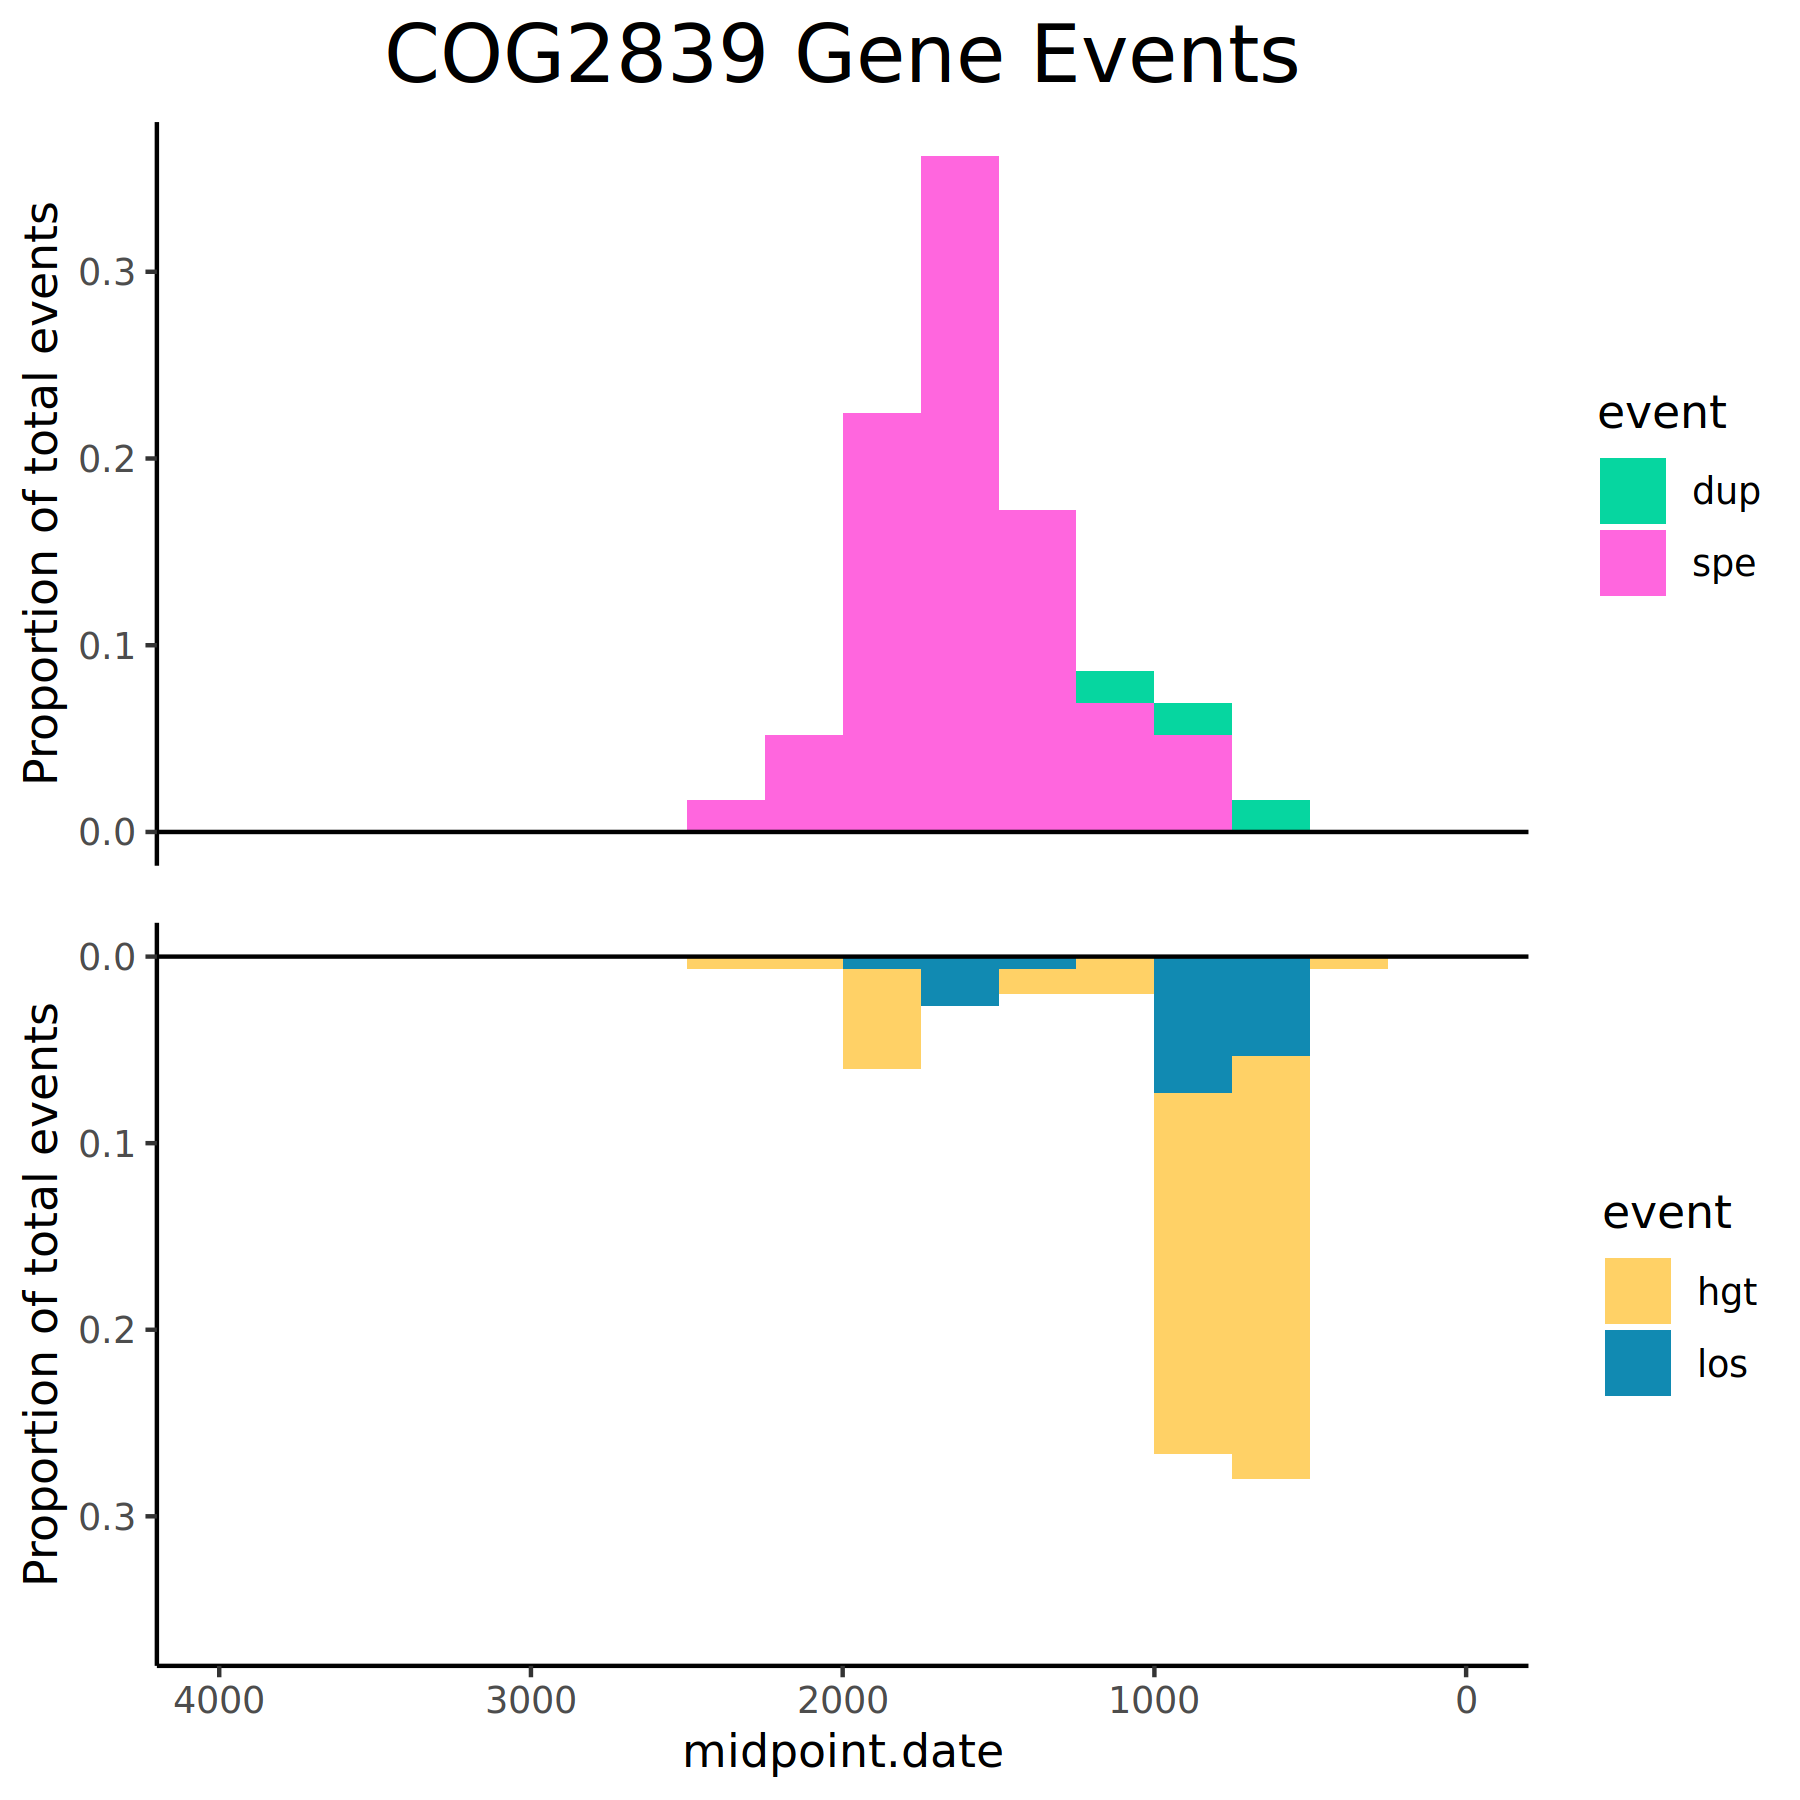 COG2839 Gene Events
Proportion of total events
0.3
0.2
0.1
0.0
event
dup
spe
Proportion of total events
0.0
0.1
0.2
0.3
event
hgt
los
4000 3000 2000 1000 0
midpoint.date